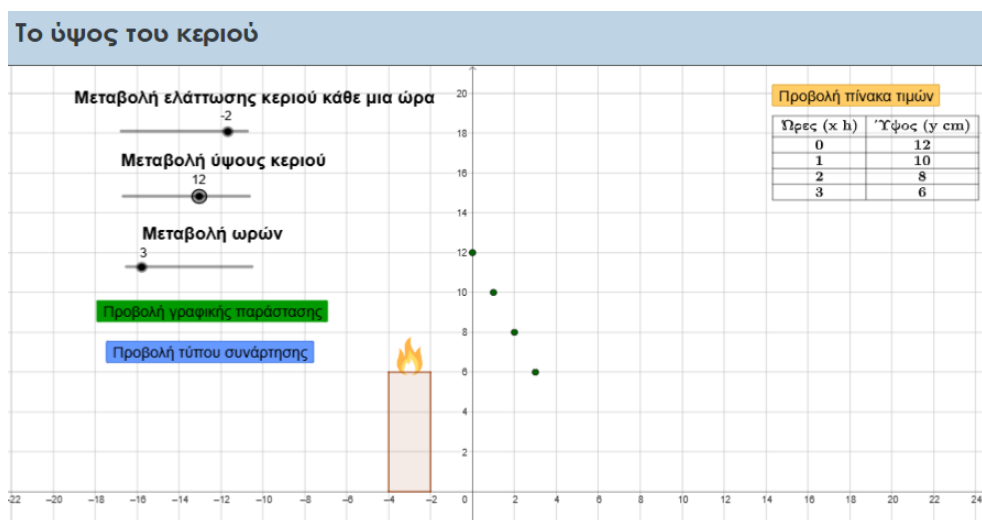 Το ύψος του κεριού
Μεταβολή ελάττωσης κεριού κάθε μια ώρα
-2
Μεταβολή ύψους κεριού
12
Μεταβολή ωρών
3
Προβολή γραφικής παράστασης
Προβολή τύπου συνάρτησης
Προβολή πίνακα τιμών
Ώρες (x h) Ύψος (y cm)
0 12
1 10
2 8
3 6
20
18
16
14
12
10
8
6
4
2
-22 -20 -18 -16 -14 -12 -10 -8 -6 -4 -2 0 2 4 6 8 10 12 14 16 18 20 22 24